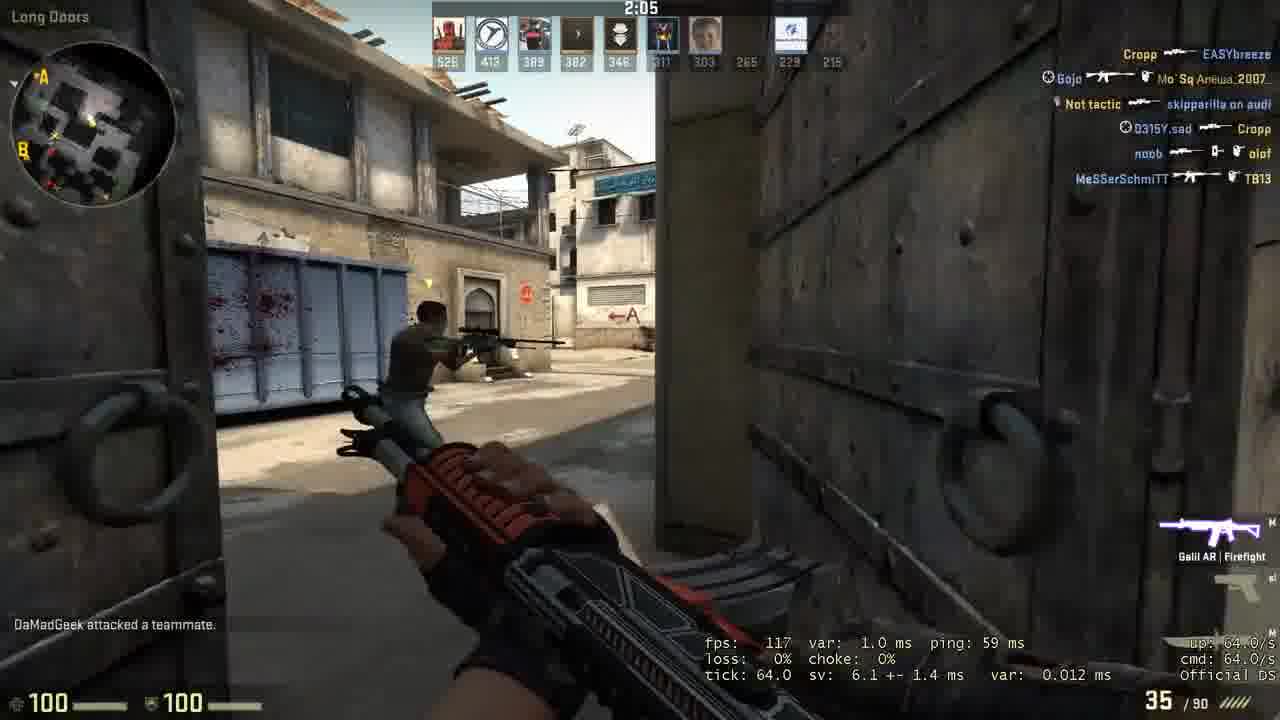 Long Doors
2:05
A
B
526 413 389 382 346 311 303 265 229 215
Cropp EASYbreeze
Gojo Mo`Sq Алёша_2007_
Not tactic skipparilla on audi
D315Y.sad Cropp
noob olof
MeSSerSchmiTT TB13
←A
Galil AR | Firefight
DaMadGeek attacked a teammate.
fps: 117 var: 1.0 ms ping: 59 ms up: 64.0/s
loss: 0% choke: 0% cmd: 64.0/s
tick: 64.0 sv: 6.1 +- 1.4 ms var: 0.012 ms Official DS
100 100 35 / 90